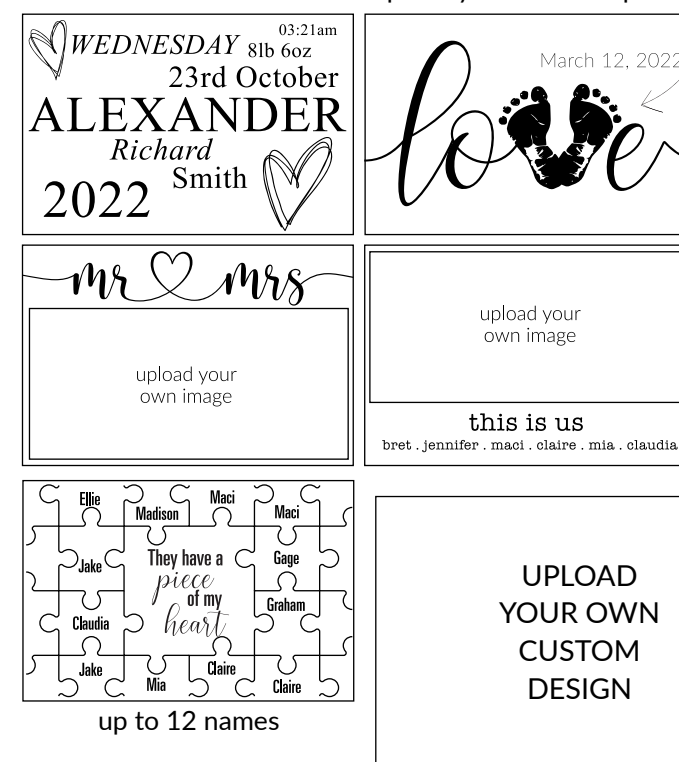 03:21am
WEDNESDAY 8lb 6oz
23rd October
ALEXANDER
Richard
Smith
2022
March 12, 2022
love
mr mrs
upload your
own image
upload your
own image
this is us
bret . jennifer . maci . claire . mia . claudia
Ellie
Madison
Maci
Maci
Jake
They have a
piece
of my
heart
Gage
Claudia
Graham
Jake
Mia
Claire
Claire
up to 12 names
UPLOAD
YOUR OWN
CUSTOM
DESIGN